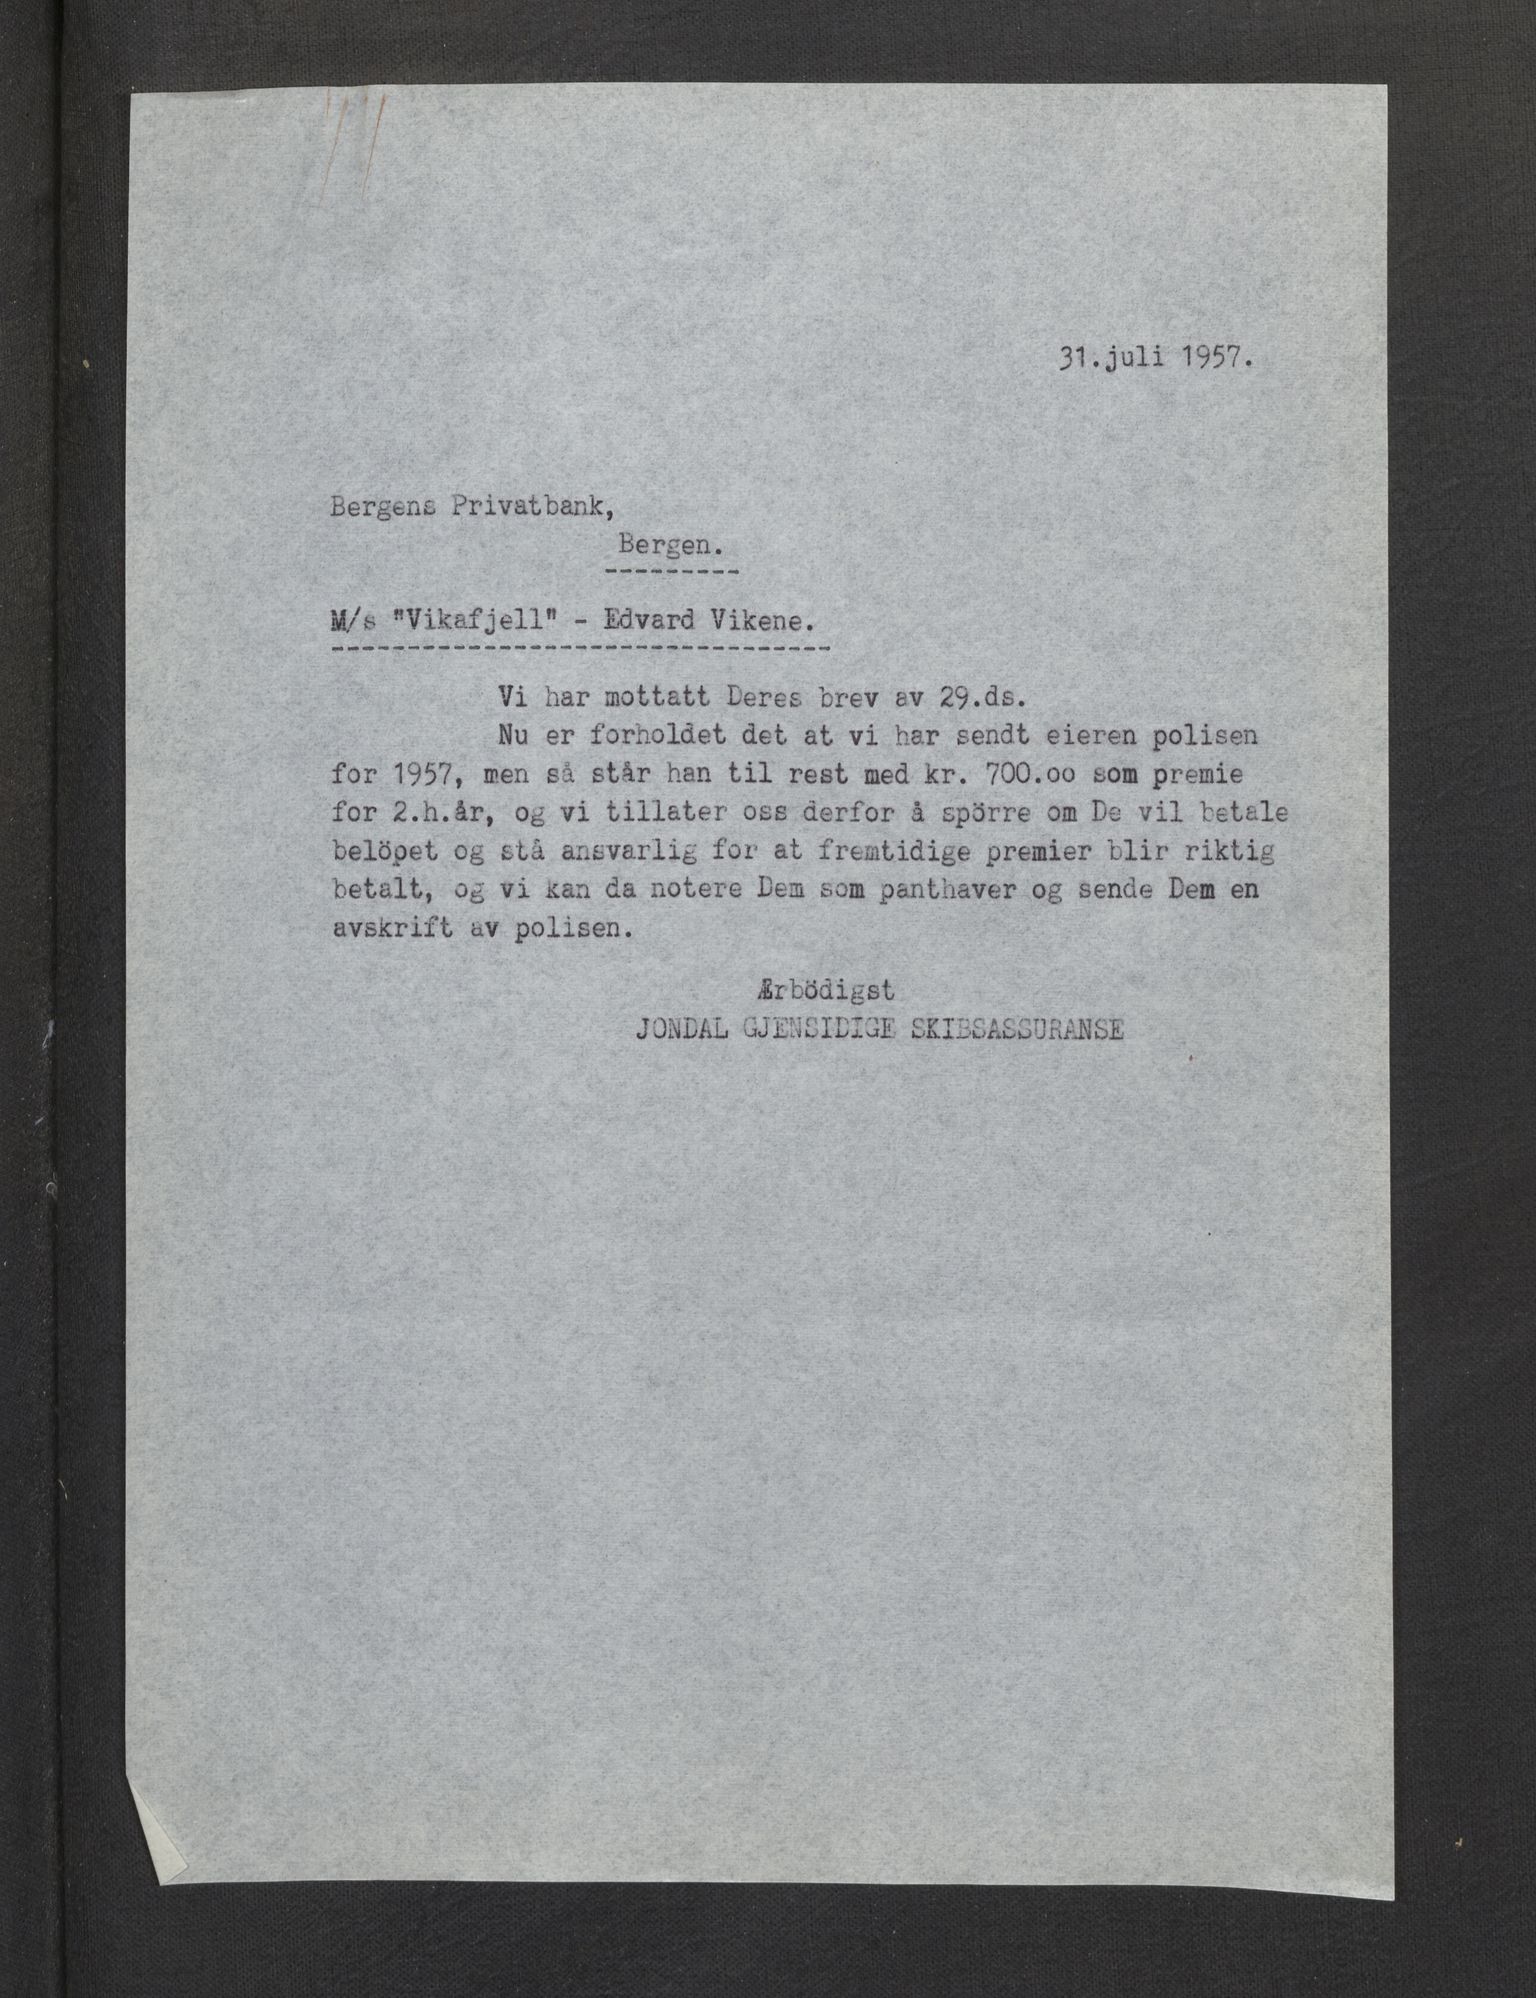 31.juli 1957.
Bergens Privatbank,
Bergen.
M/s "Vikafjell" - Edvard Vikene.
Vi har mottatt Deres brev av 29.ds.
Nu er forholdet det at vi har sendt eieren polisen
for 1957, men så står han til rest med kr. 700.oo som premie
for 2.h.år, og vi tillater oss derfor å spörre om De vil betale
belöpet og stå ansvarlig for at fremtidige premier blir riktig
betalt, og vi kan da notere Dem som panthaver og sende Dem en
avskrift av polisen.
Ærbödigst
JONDAL GJENSIDIGE SKIBSASSURANSE